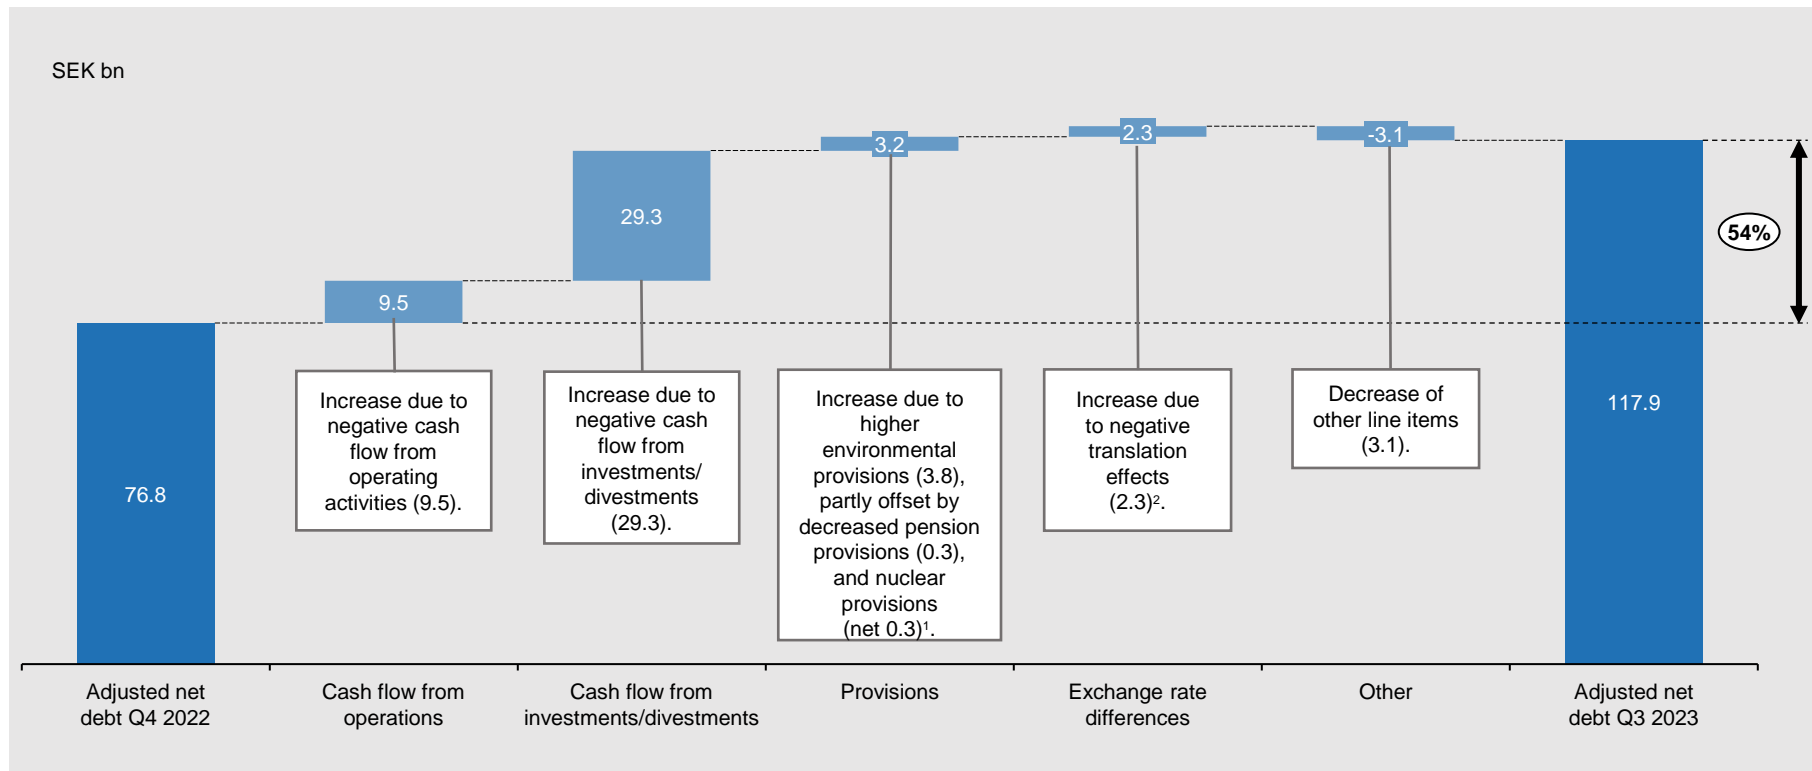 SEK bn
76.8
9.5
29.3
3.2
2.3
-3.1
117.9
54%
Increase due to
negative cash
flow from
operating
activities (9.5).
Increase due to
negative cash
flow from
investments/
divestments
(29.3).
Increase due to
higher
environmental
provisions (3.8),
partly offset by
decreased pension
provisions (0.3),
and nuclear
provisions
(net 0.3)¹.
Increase due
to negative
translation
effects
(2.3)².
Decrease of
other line items
(3.1).
Adjusted net
debt Q4 2022
Cash flow from
operations
Cash flow from
investments/divestments
Provisions
Exchange rate
differences
Other
Adjusted net
debt Q3 2023